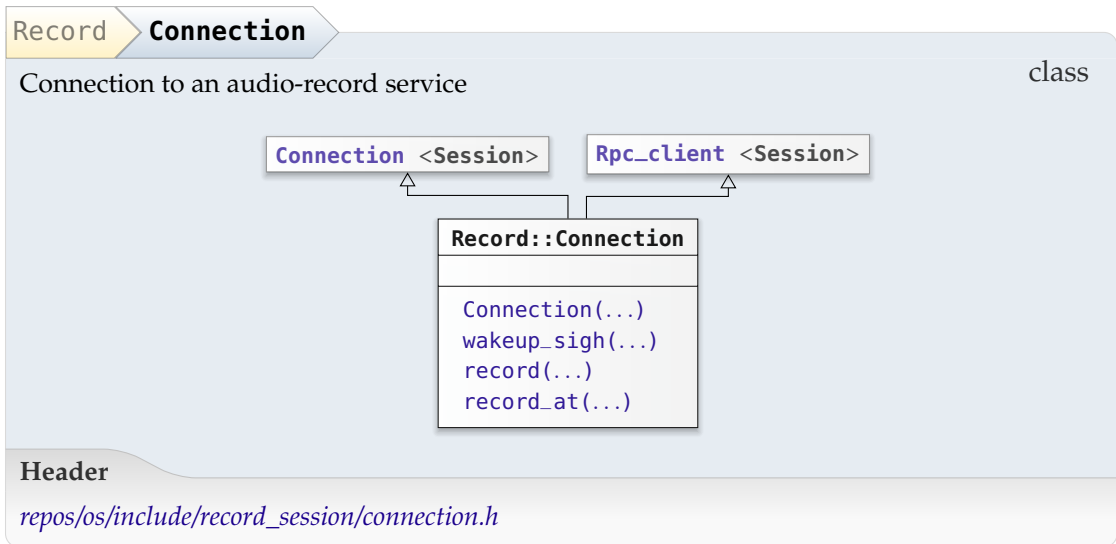 Record Connection
Connection to an audio-record service
class
Connection <Session>
Rpc_client <Session>
Record::Connection
Connection(...)
wakeup_sigh(...)
record(...)
record_at(...)
Header
repos/os/include/record_session/connection.h